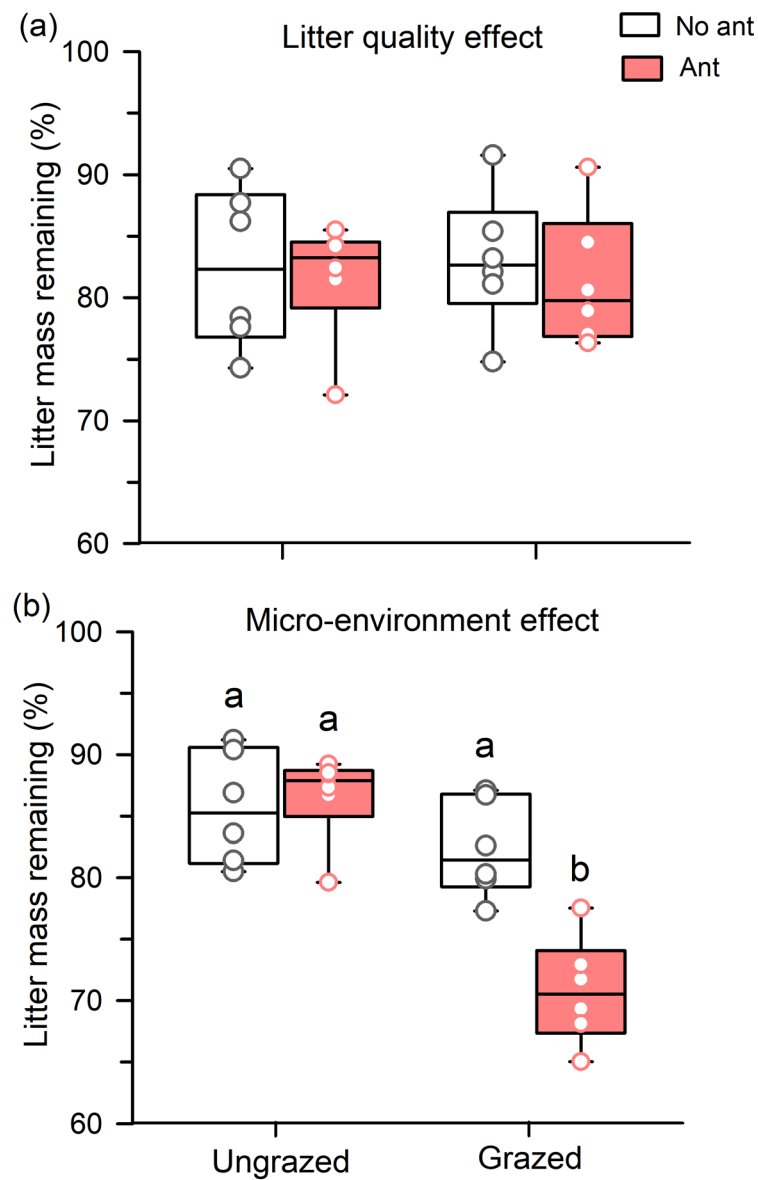 (a)
Litter quality effect
No ant
Ant
Litter mass remaining (%)
100
90
80
70
60
(b)
Micro-environment effect
Litter mass remaining (%)
100
90
80
70
60
a
a
a
b
Ungrazed
Grazed